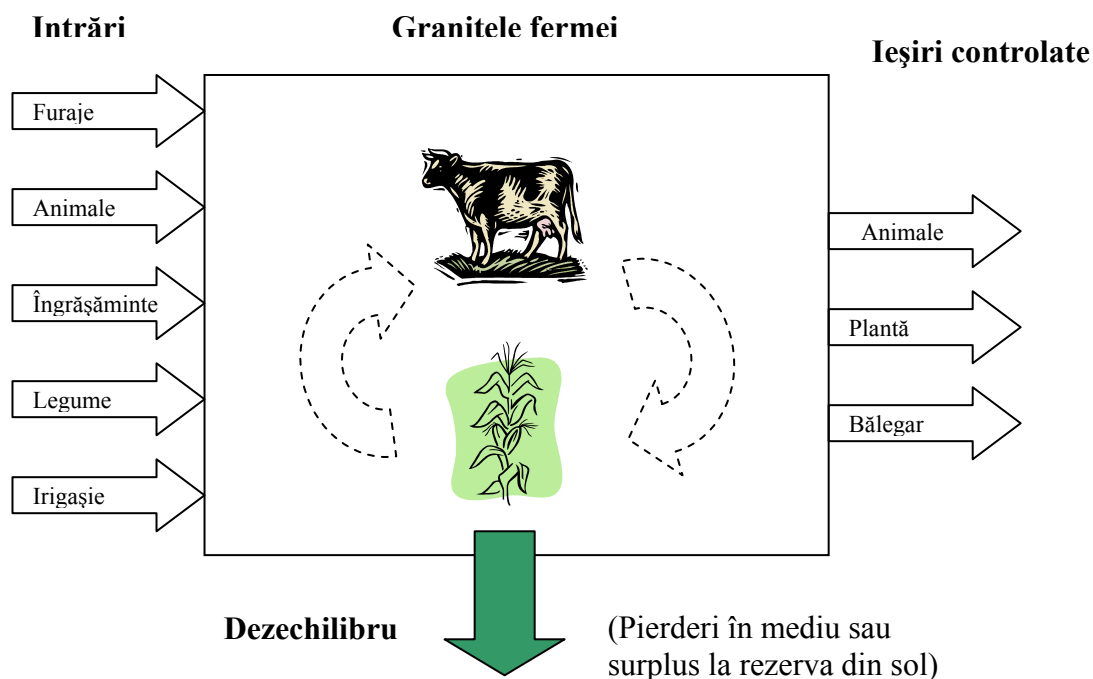 Intrări
Granitele fermei
Ieşiri controlate
Furaje
Animale
Îngrăşăminte
Legume
Irigaşie
Animale
Plantă
Bălegar
Dezechilibru
(Pierderi în mediu sau
surplus la rezerva din sol)